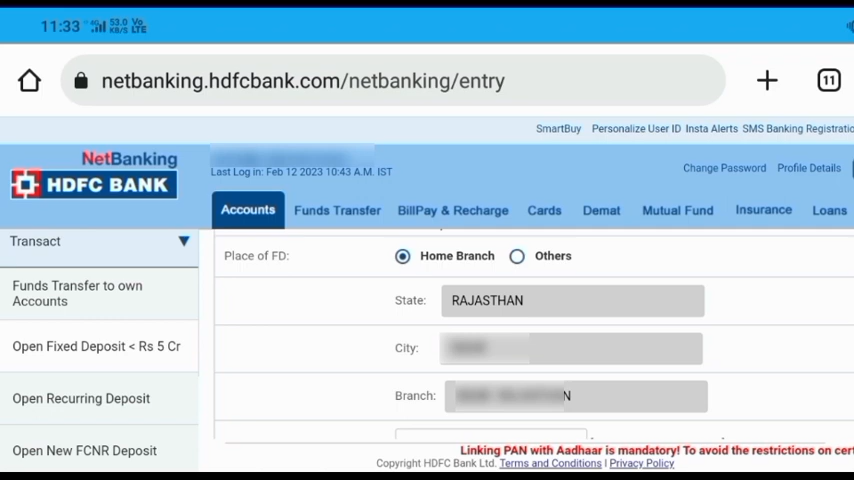 11:33 4G 53.0 KB/S Vo LTE
netbanking.hdfcbank.com/netbanking/entry
11
SmartBuy Personalize User ID Insta Alerts SMS Banking Registratio
NetBanking
HDFC BANK
Last Log in: Feb 12 2023 10:43 A.M. IST
Change Password Profile Details
Accounts Funds Transfer BillPay & Recharge Cards Demat Mutual Fund Insurance Loans
Transact
Funds Transfer to own
Accounts
Open Fixed Deposit < Rs 5 Cr
Open Recurring Deposit
Open New FCNR Deposit
Place of FD: Home Branch Others
State: RAJASTHAN
City:
Branch: N
Linking PAN with Aadhaar is mandatory! To avoid the restrictions on cert
Copyright HDFC Bank Ltd. Terms and Conditions | Privacy Policy